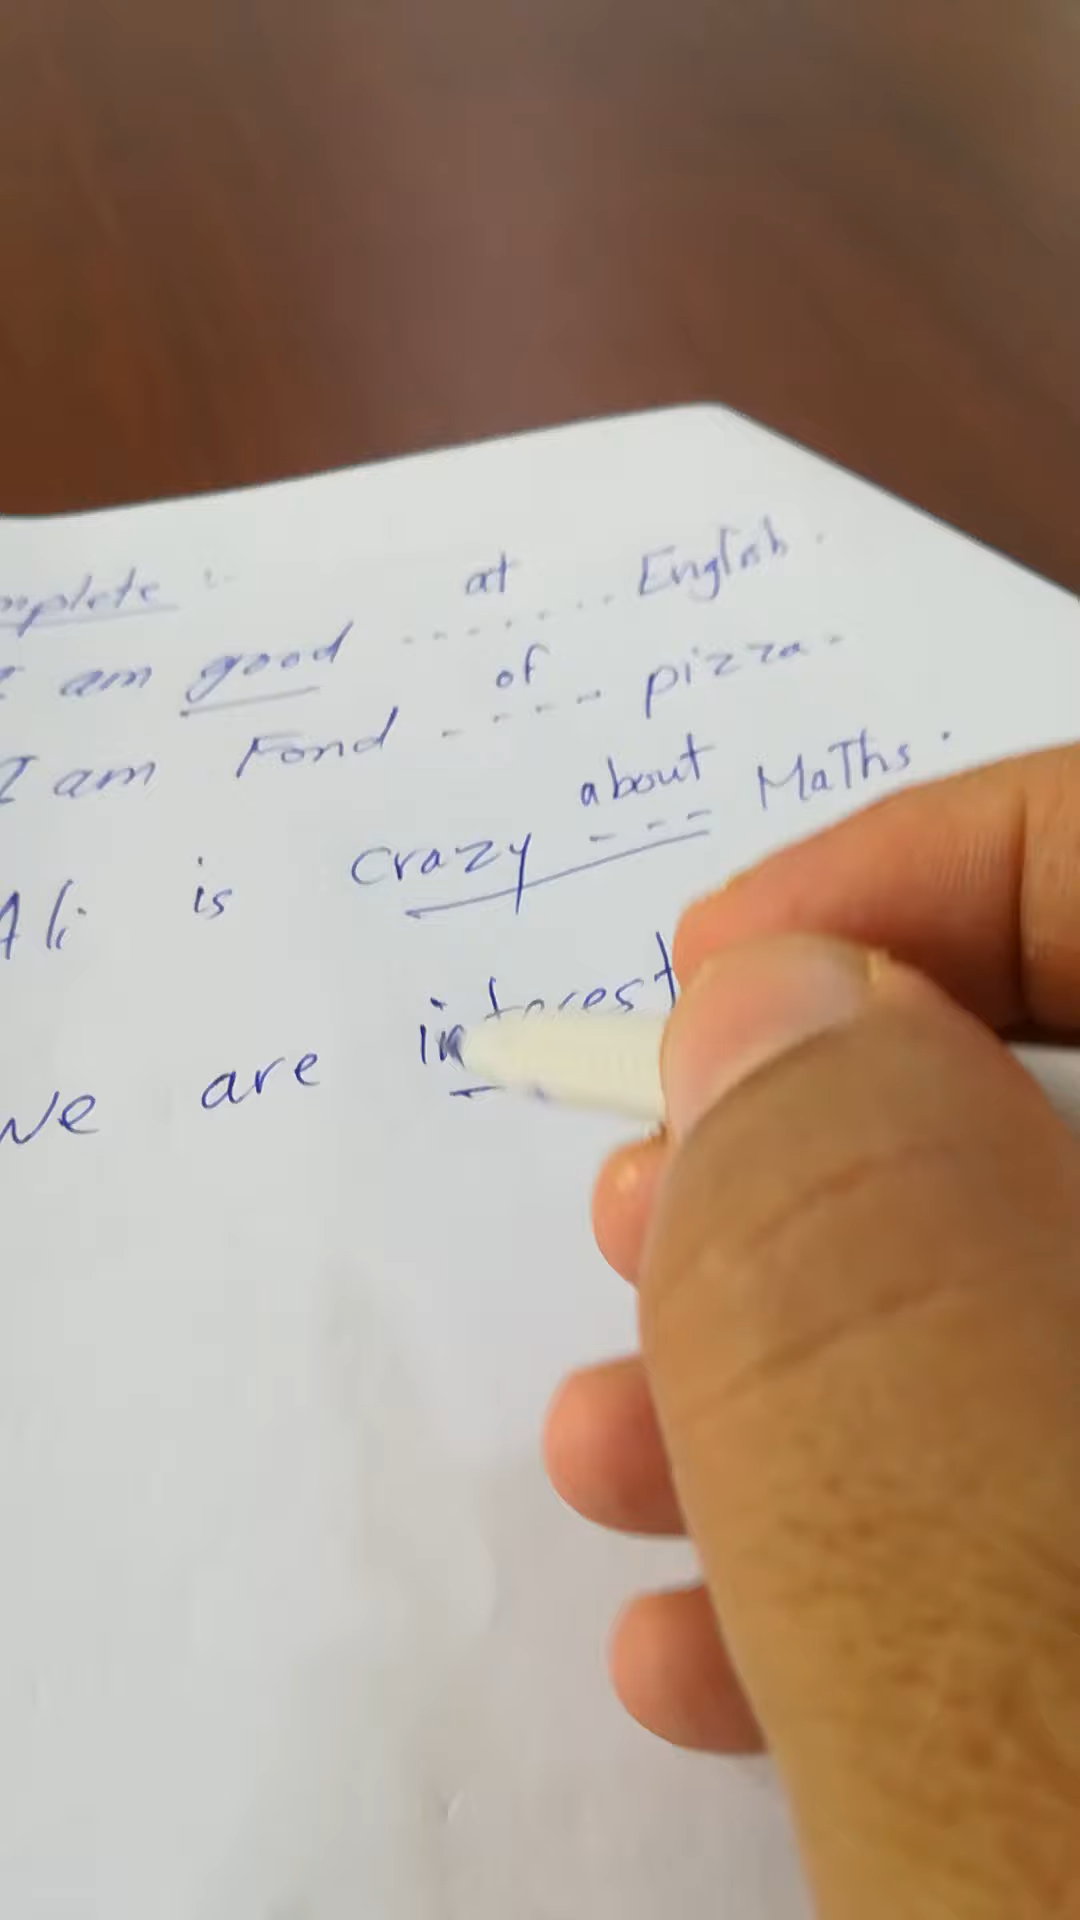 mplete :
I am good ....... at English.
I am Fond ..... of pizza.
Ali is crazy --- about MaThs.
We are interest